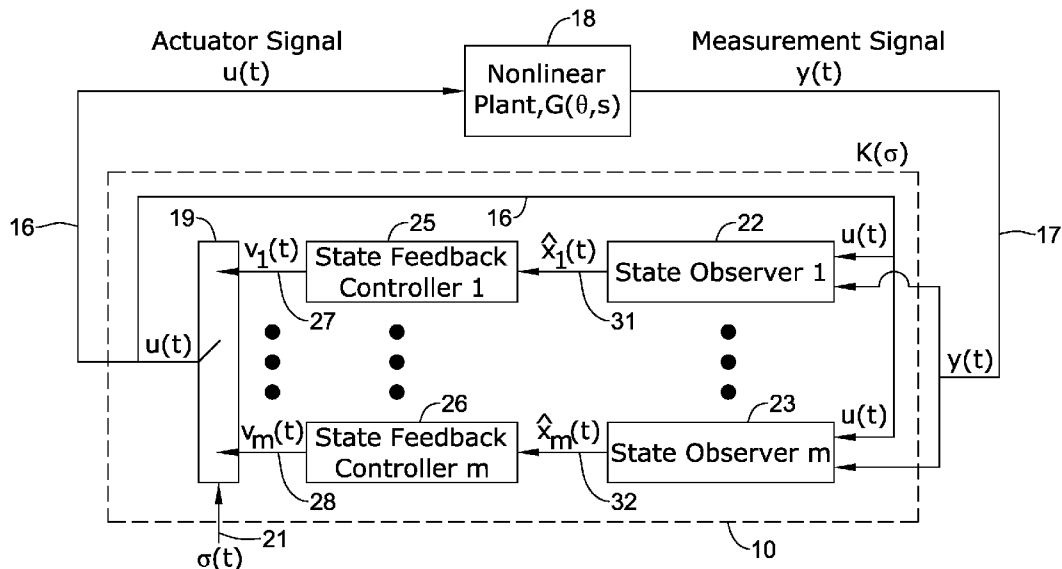 18
Actuator Signal
u(t)
Measurement Signal
y(t)
Nonlinear
Plant,G(θ,s)
K(σ)
16
16
17
19
25
22
v₁(t)
State Feedback
Controller 1
x̂₁(t)
State Observer 1
u(t)
27
31
u(t)
y(t)
26
23
vₘ(t)
State Feedback
Controller m
x̂ₘ(t)
State Observer m
u(t)
28
32
21
σ(t)
10